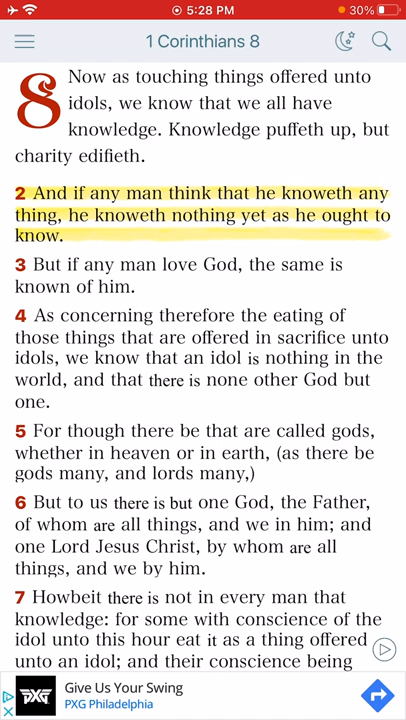 5:28 PM
30%
1 Corinthians 8
8 Now as touching things offered unto
idols, we know that we all have
knowledge. Knowledge puffeth up, but
charity edifieth.
2 And if any man think that he knoweth any
thing, he knoweth nothing yet as he ought to
know.
3 But if any man love God, the same is
known of him.
4 As concerning therefore the eating of
those things that are offered in sacrifice unto
idols, we know that an idol is nothing in the
world, and that there is none other God but
one.
5 For though there be that are called gods,
whether in heaven or in earth, (as there be
gods many, and lords many,)
6 But to us there is but one God, the Father,
of whom are all things, and we in him; and
one Lord Jesus Christ, by whom are all
things, and we by him.
7 Howbeit there is not in every man that
knowledge: for some with conscience of the
idol unto this hour eat it as a thing offered
unto an idol; and their conscience being
PXG
Give Us Your Swing
PXG Philadelphia